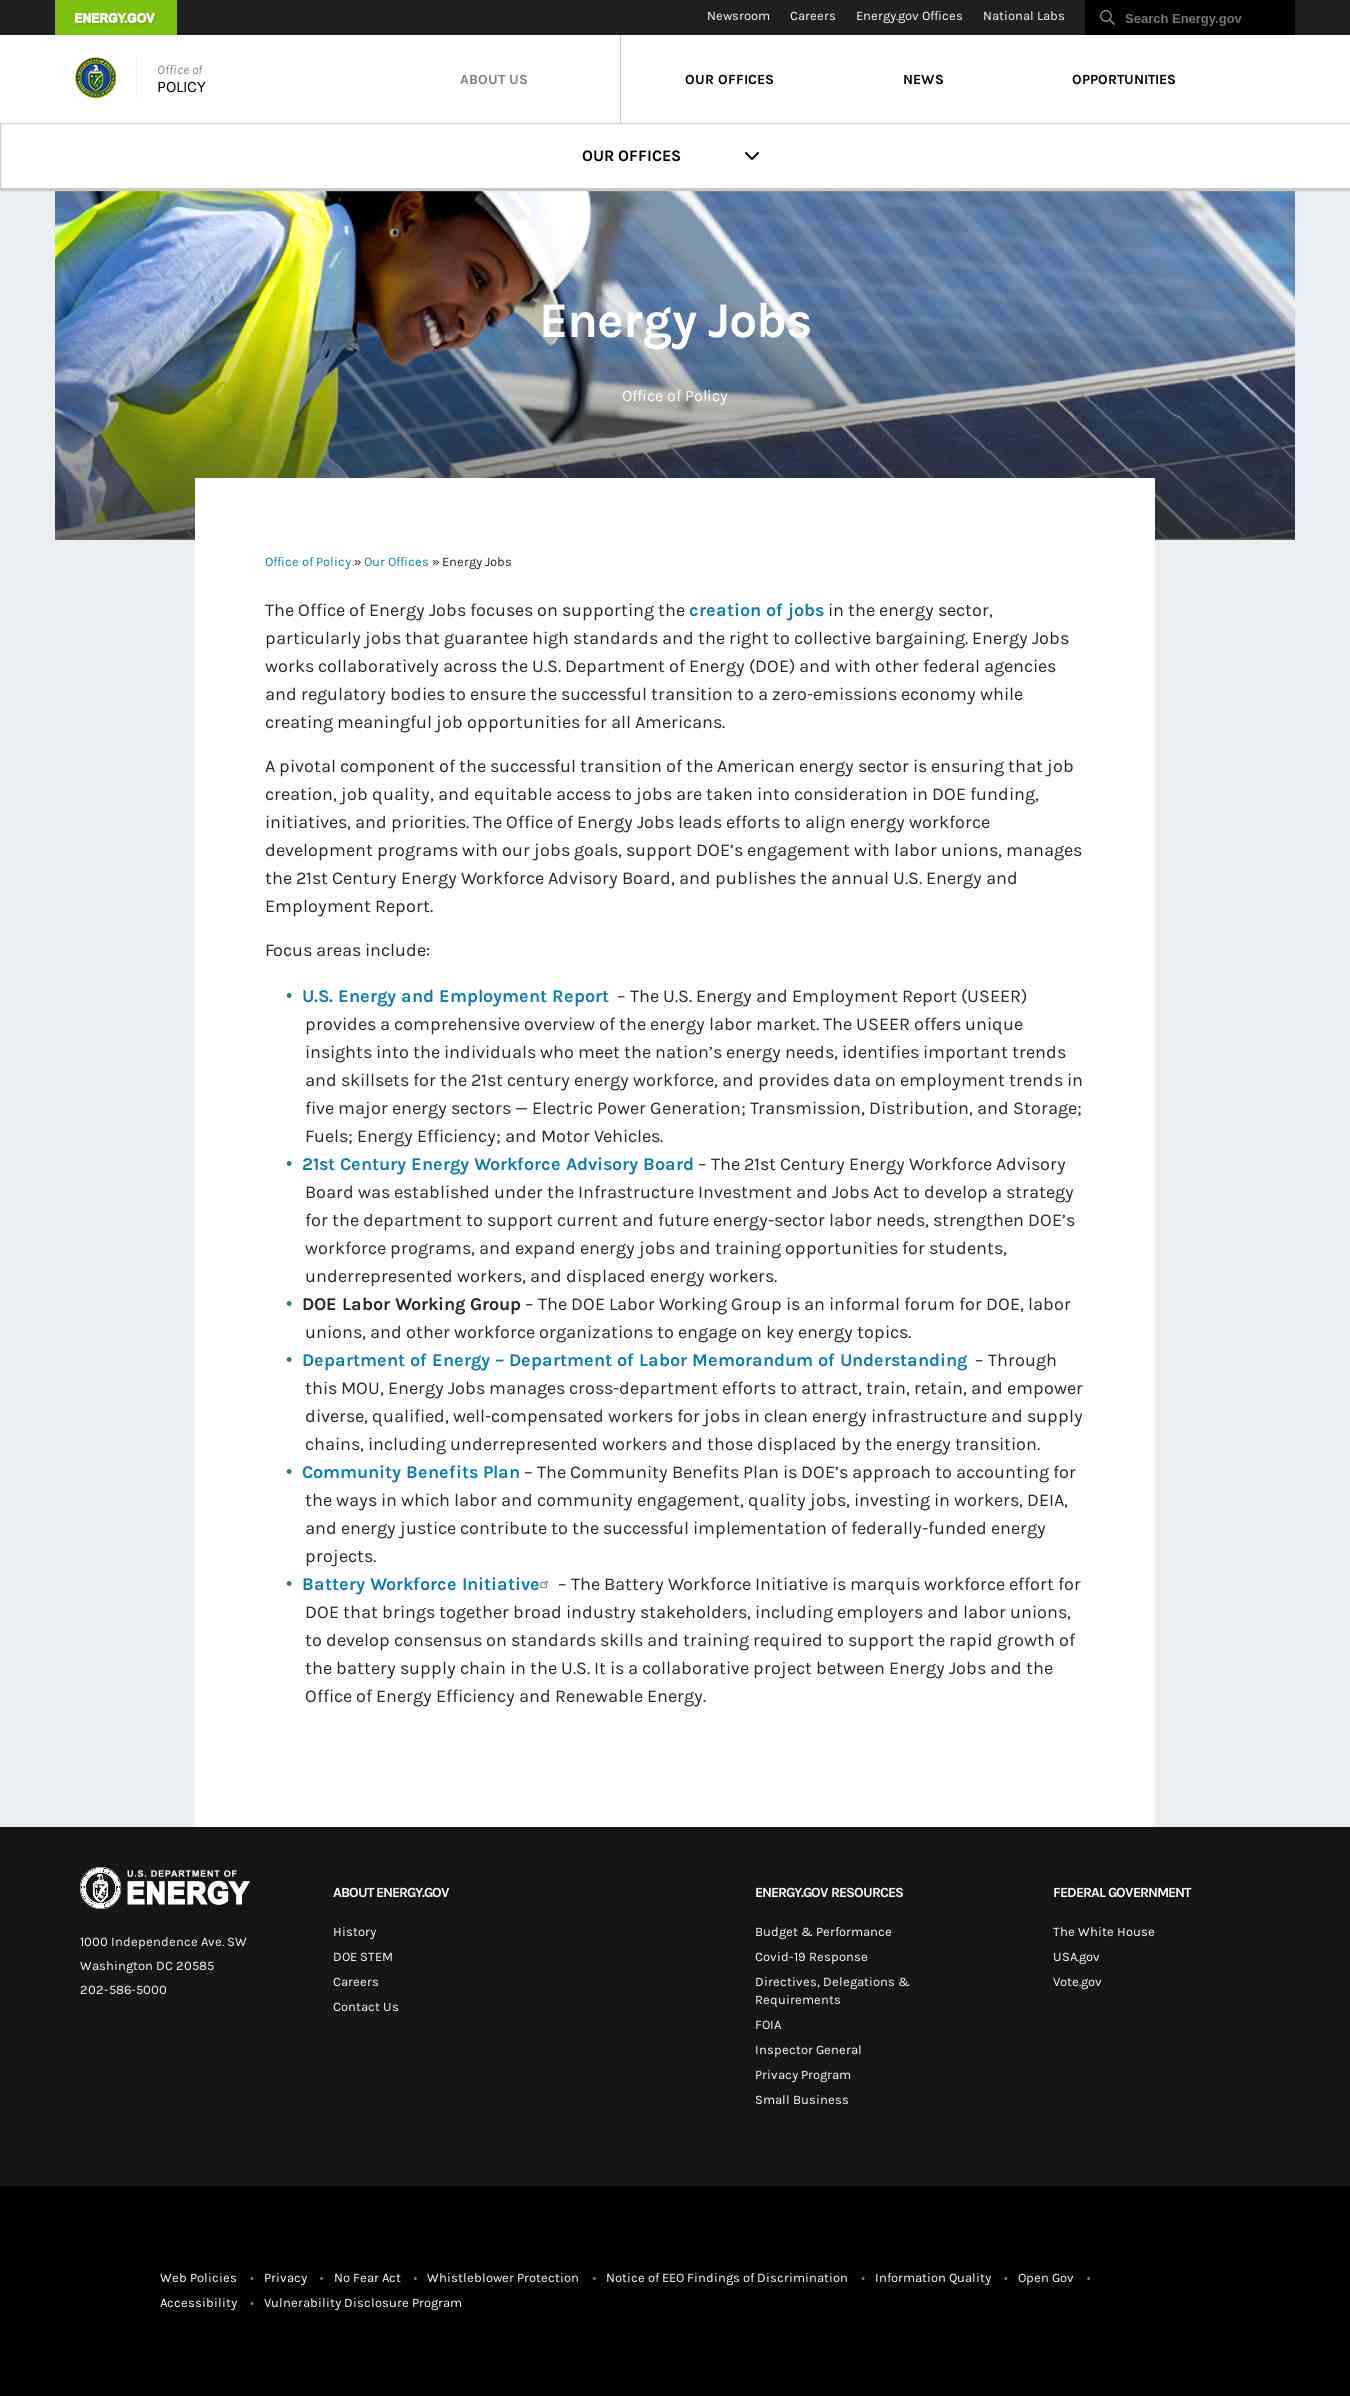 ENERGY.GOV
Newsroom Careers Energy.gov Offices National Labs Search Energy.gov
Office of
POLICY
ABOUT US OUR OFFICES NEWS OPPORTUNITIES
OUR OFFICES
Energy Jobs
Office of Policy
Office of Policy » Our Offices » Energy Jobs
The Office of Energy Jobs focuses on supporting the creation of jobs in the energy sector,
particularly jobs that guarantee high standards and the right to collective bargaining. Energy Jobs
works collaboratively across the U.S. Department of Energy (DOE) and with other federal agencies
and regulatory bodies to ensure the successful transition to a zero-emissions economy while
creating meaningful job opportunities for all Americans.
A pivotal component of the successful transition of the American energy sector is ensuring that job
creation, job quality, and equitable access to jobs are taken into consideration in DOE funding,
initiatives, and priorities. The Office of Energy Jobs leads efforts to align energy workforce
development programs with our jobs goals, support DOE’s engagement with labor unions, manages
the 21st Century Energy Workforce Advisory Board, and publishes the annual U.S. Energy and
Employment Report.
Focus areas include:
• U.S. Energy and Employment Report – The U.S. Energy and Employment Report (USEER)
provides a comprehensive overview of the energy labor market. The USEER offers unique
insights into the individuals who meet the nation’s energy needs, identifies important trends
and skillsets for the 21st century energy workforce, and provides data on employment trends in
five major energy sectors — Electric Power Generation; Transmission, Distribution, and Storage;
Fuels; Energy Efficiency; and Motor Vehicles.
• 21st Century Energy Workforce Advisory Board – The 21st Century Energy Workforce Advisory
Board was established under the Infrastructure Investment and Jobs Act to develop a strategy
for the department to support current and future energy-sector labor needs, strengthen DOE’s
workforce programs, and expand energy jobs and training opportunities for students,
underrepresented workers, and displaced energy workers.
• DOE Labor Working Group – The DOE Labor Working Group is an informal forum for DOE, labor
unions, and other workforce organizations to engage on key energy topics.
• Department of Energy – Department of Labor Memorandum of Understanding – Through
this MOU, Energy Jobs manages cross-department efforts to attract, train, retain, and empower
diverse, qualified, well-compensated workers for jobs in clean energy infrastructure and supply
chains, including underrepresented workers and those displaced by the energy transition.
• Community Benefits Plan – The Community Benefits Plan is DOE’s approach to accounting for
the ways in which labor and community engagement, quality jobs, investing in workers, DEIA,
and energy justice contribute to the successful implementation of federally-funded energy
projects.
• Battery Workforce Initiative – The Battery Workforce Initiative is marquis workforce effort for
DOE that brings together broad industry stakeholders, including employers and labor unions,
to develop consensus on standards skills and training required to support the rapid growth of
the battery supply chain in the U.S. It is a collaborative project between Energy Jobs and the
Office of Energy Efficiency and Renewable Energy.
U.S. DEPARTMENT OF
ENERGY
1000 Independence Ave. SW
Washington DC 20585
202-586-5000
ABOUT ENERGY.GOV
History
DOE STEM
Careers
Contact Us
ENERGY.GOV RESOURCES
Budget & Performance
Covid-19 Response
Directives, Delegations &
Requirements
FOIA
Inspector General
Privacy Program
Small Business
FEDERAL GOVERNMENT
The White House
USA.gov
Vote.gov
Web Policies • Privacy • No Fear Act • Whistleblower Protection • Notice of EEO Findings of Discrimination • Information Quality • Open Gov •
Accessibility • Vulnerability Disclosure Program